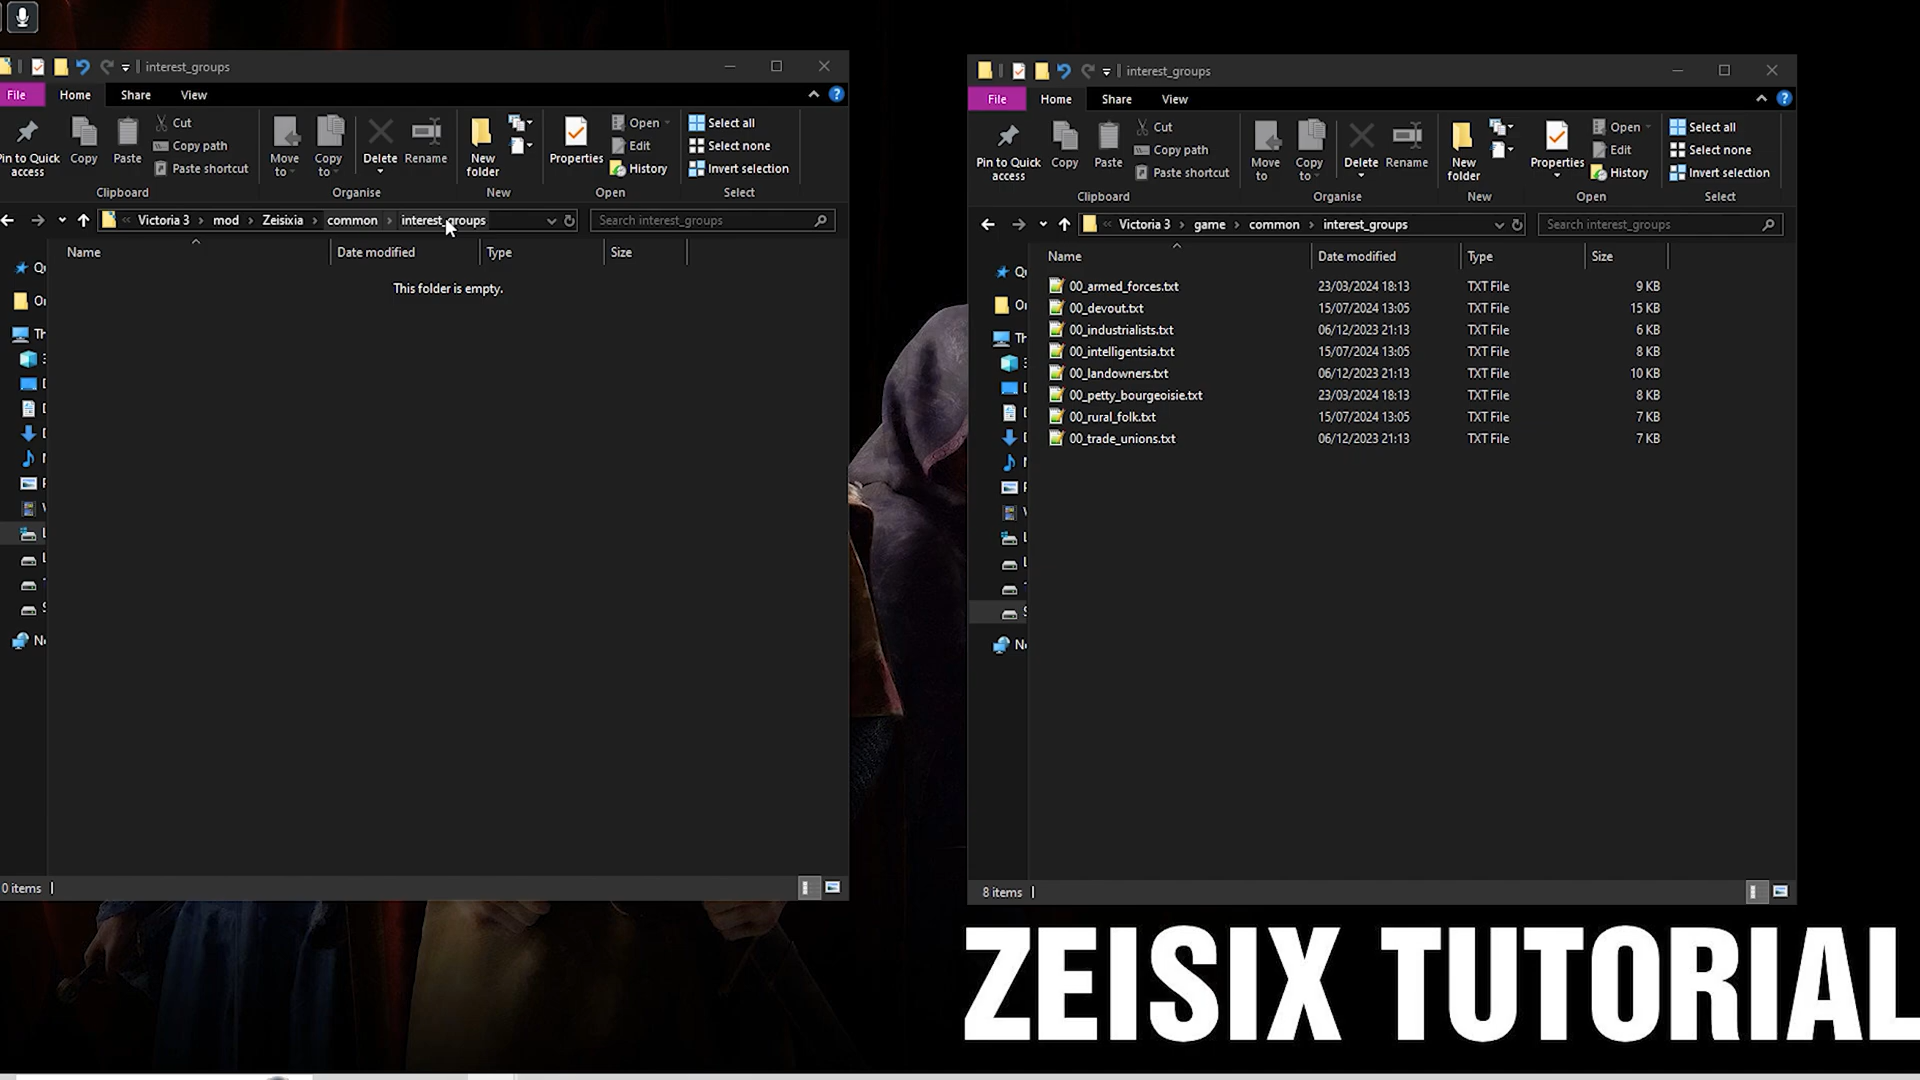 interest_groups
File Home Share View
Pin to Quick access
Copy
Paste
Cut
Copy path
Paste shortcut
Clipboard
Move to
Copy to
Delete
Rename
Organise
New folder
New
Properties
Open
Edit
History
Open
Select all
Select none
Invert selection
Select
Victoria 3 > mod > Zeisixia > common > interest_groups
Search interest_groups
Name Date modified Type Size
This folder is empty.
0 items
interest_groups
File Home Share View
Pin to Quick access
Copy
Paste
Cut
Copy path
Paste shortcut
Clipboard
Move to
Copy to
Delete
Rename
Organise
New folder
New
Properties
Open
Edit
History
Open
Select all
Select none
Invert selection
Select
Victoria 3 > game > common > interest_groups
Search interest_groups
Name Date modified Type Size
00_armed_forces.txt 23/03/2024 18:13 TXT File 9 KB
00_devout.txt 15/07/2024 13:05 TXT File 15 KB
00_industrialists.txt 06/12/2023 21:13 TXT File 6 KB
00_intelligentsia.txt 15/07/2024 13:05 TXT File 8 KB
00_landowners.txt 06/12/2023 21:13 TXT File 10 KB
00_petty_bourgeoisie.txt 23/03/2024 18:13 TXT File 8 KB
00_rural_folk.txt 15/07/2024 13:05 TXT File 7 KB
00_trade_unions.txt 06/12/2023 21:13 TXT File 7 KB
8 items
ZEISIX TUTORIAL